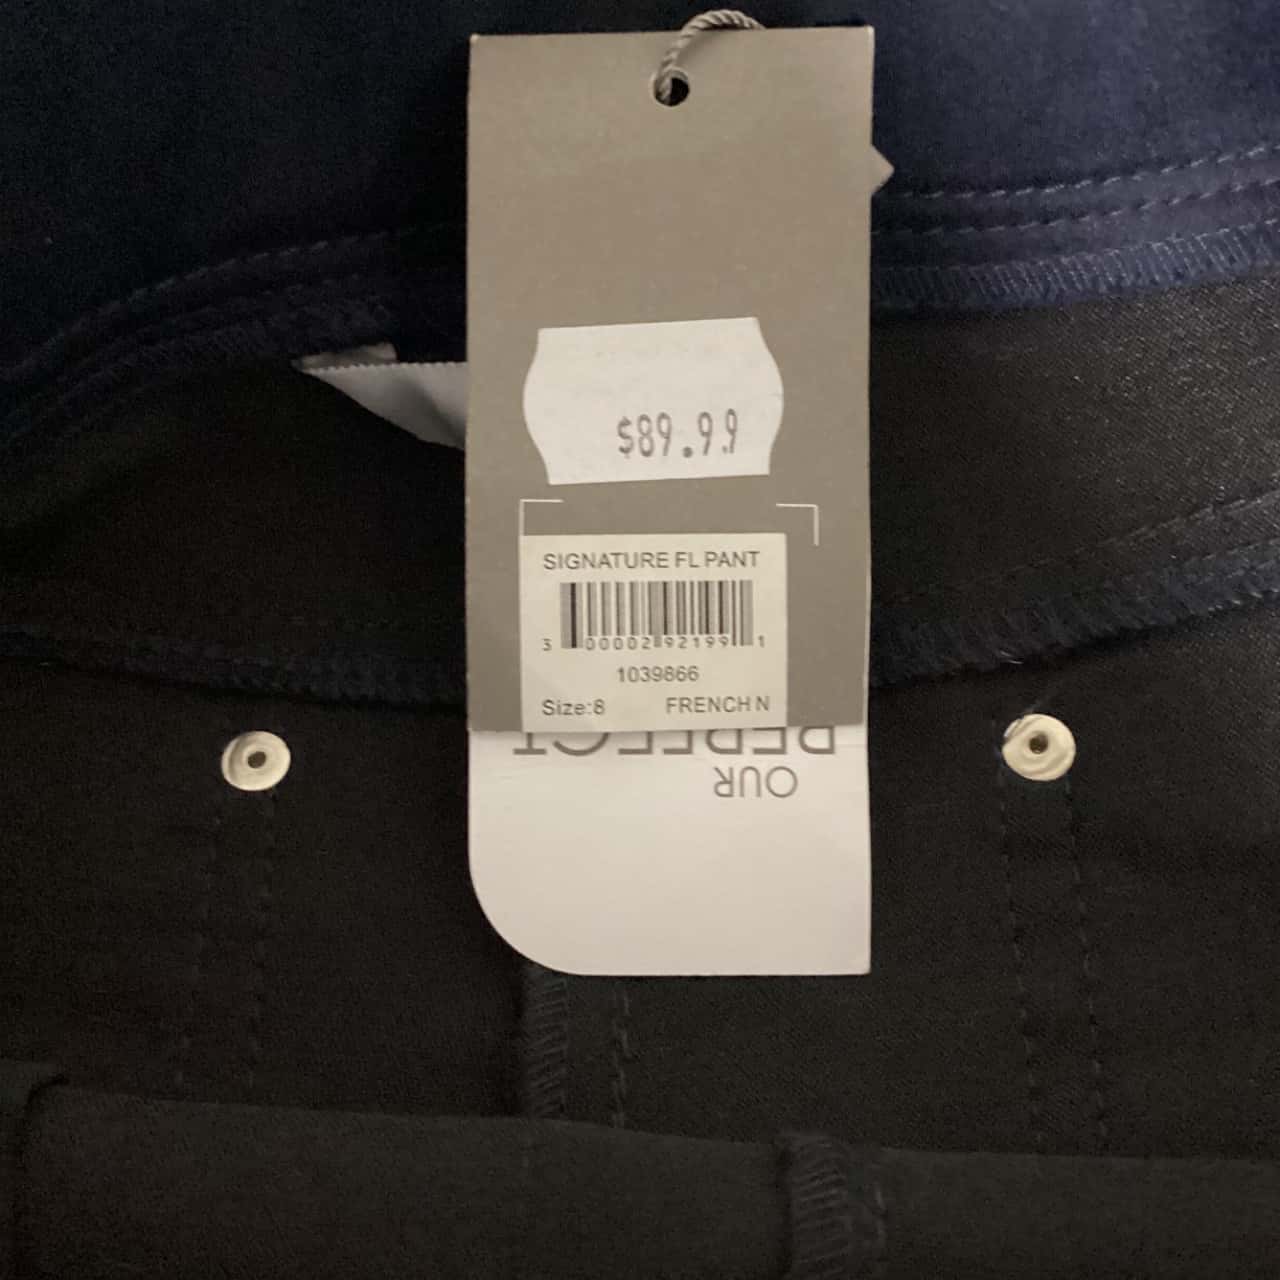 $89.99
SIGNATURE FL PANT
3 00002 92199 1
1039866
Size:8 FRENCH N
OUR
PERFECT